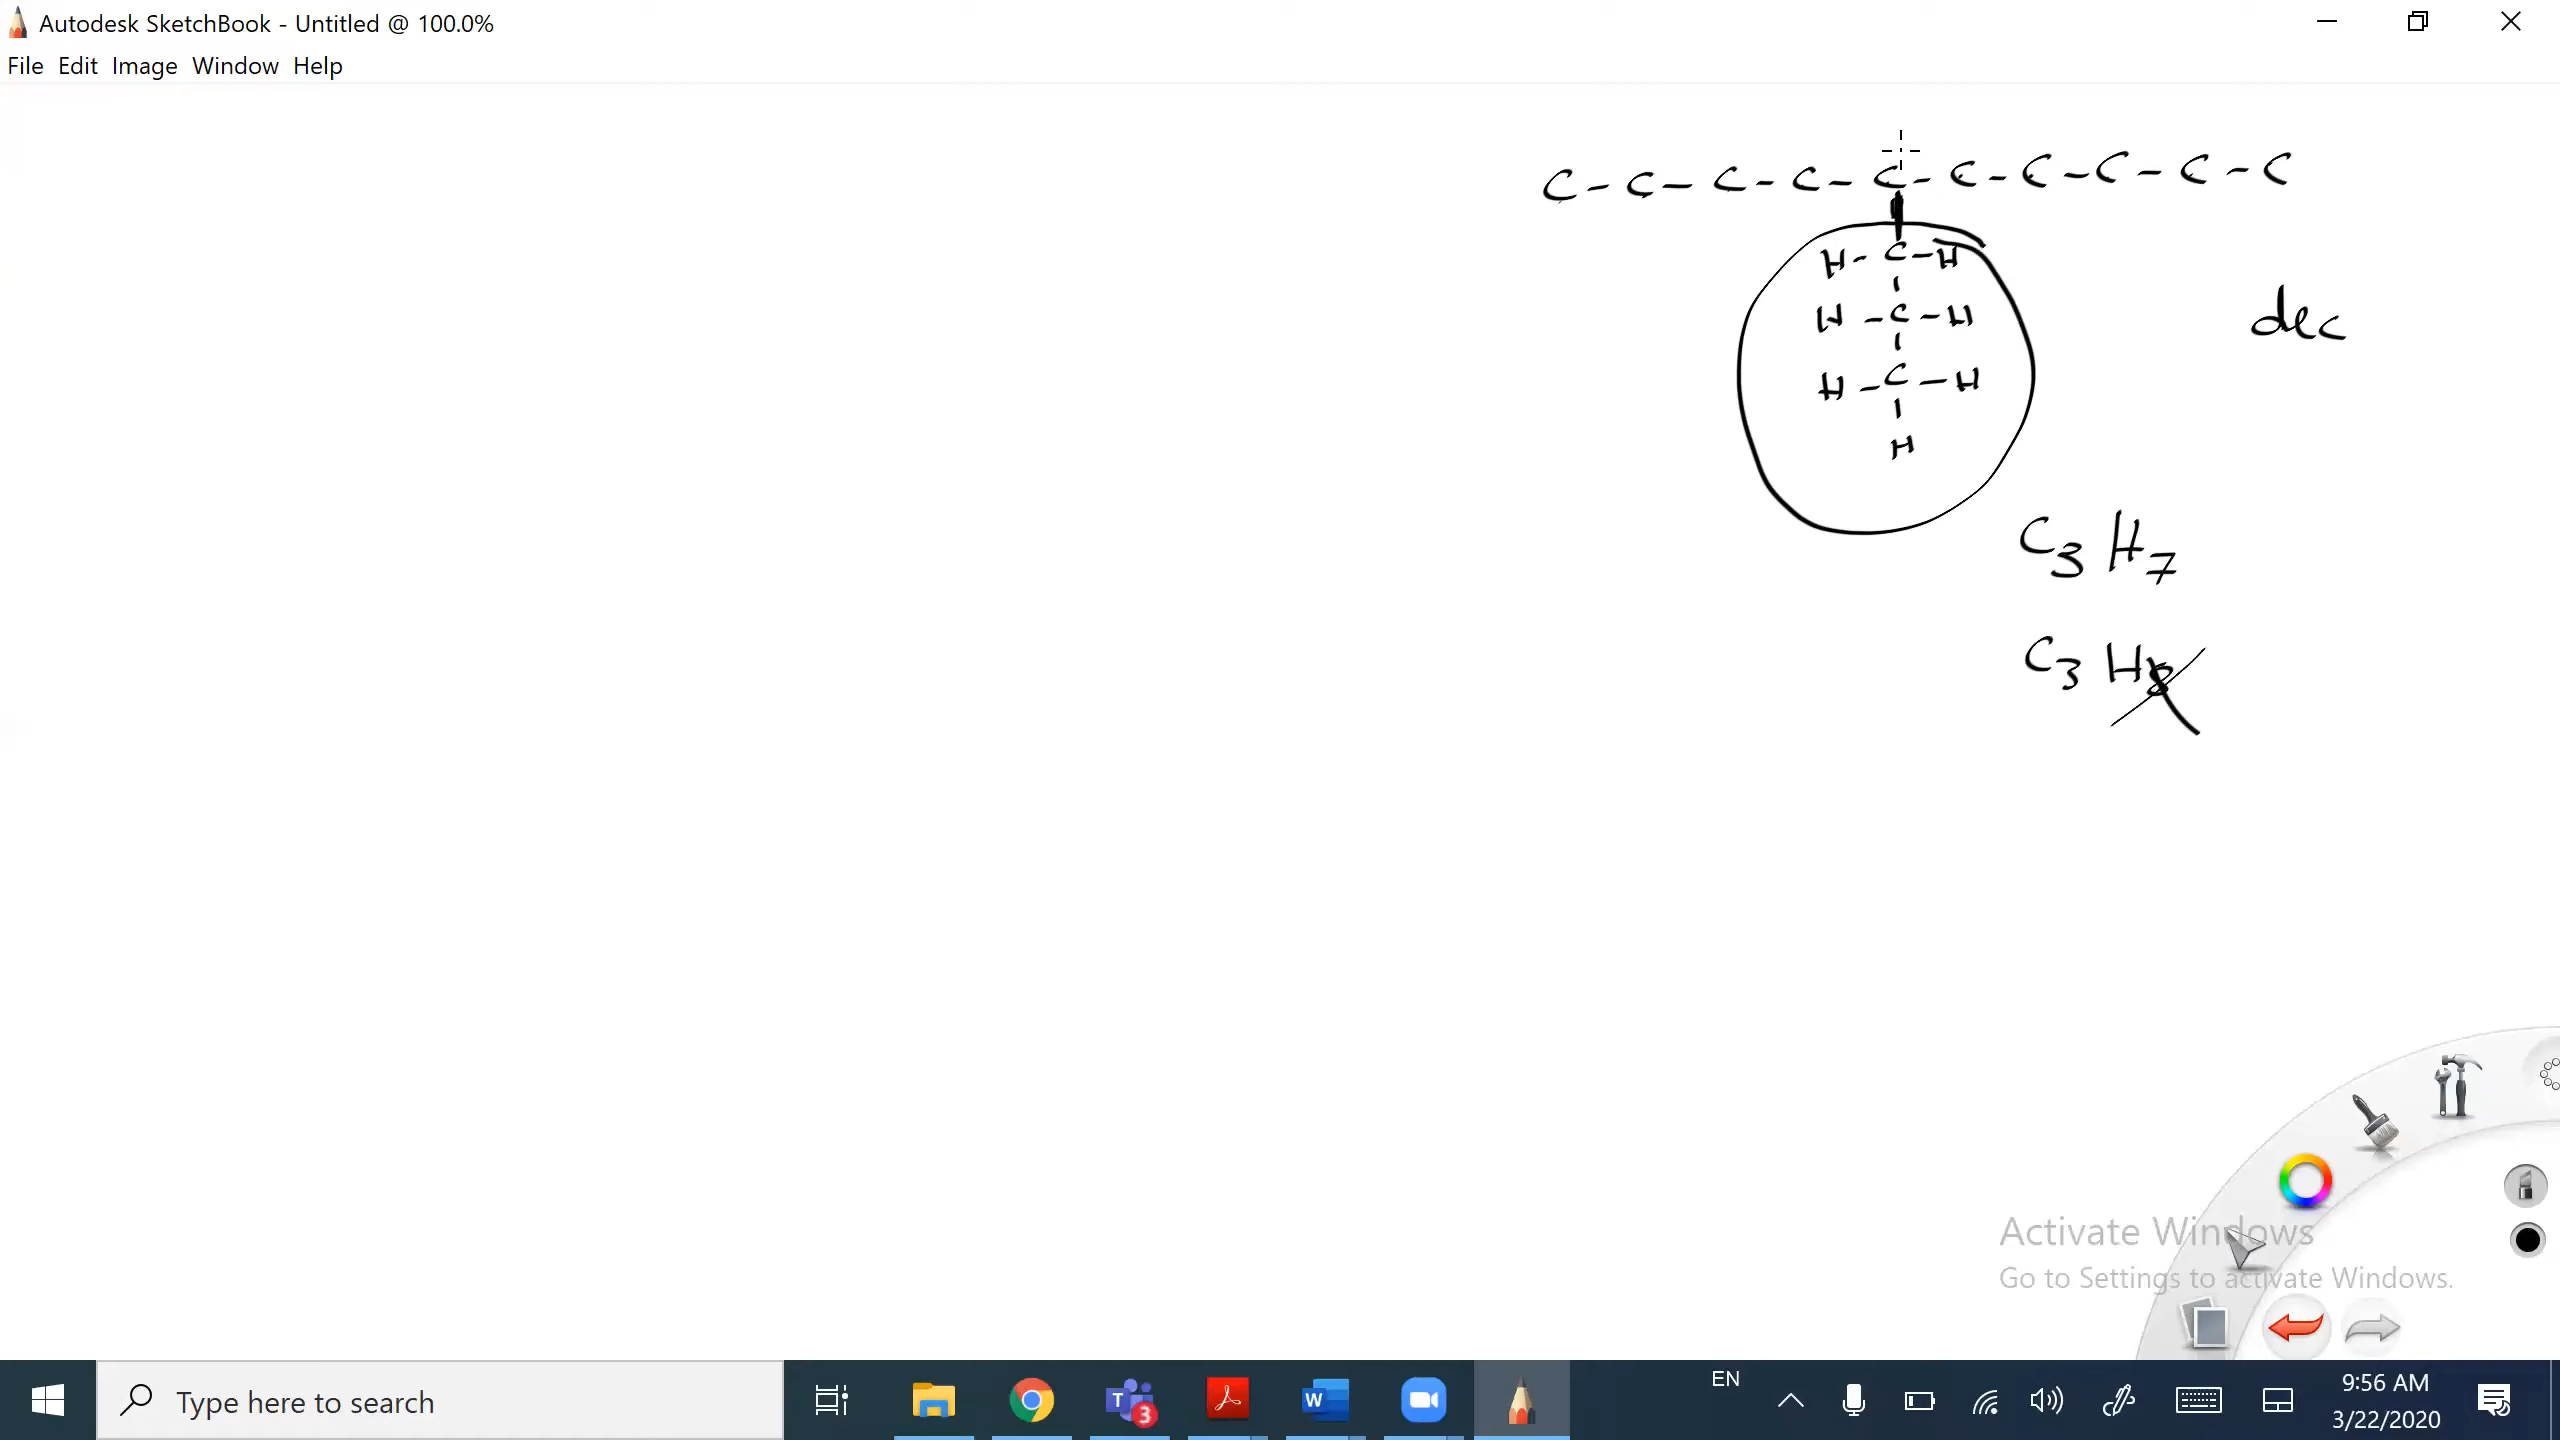 Autodesk SketchBook - Untitled @ 100.0%
File Edit Image Window Help
C - C - C - C - C - C - C - C - C - C
H - C - H
H - C - H
H - C - H
H
dec
C3 H7
C3 H8
Activate Windows
Go to Settings to activate Windows.
Type here to search
T 3
W
EN
9:56 AM
3/22/2020